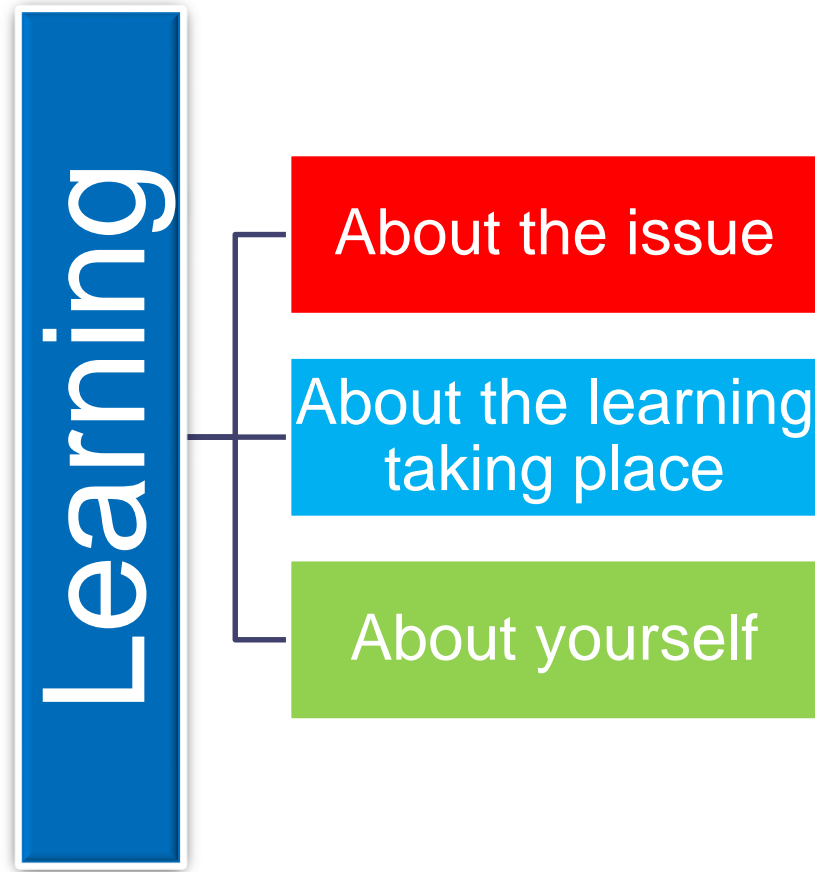 Learning
About the issue
About the learning
taking place
About yourself